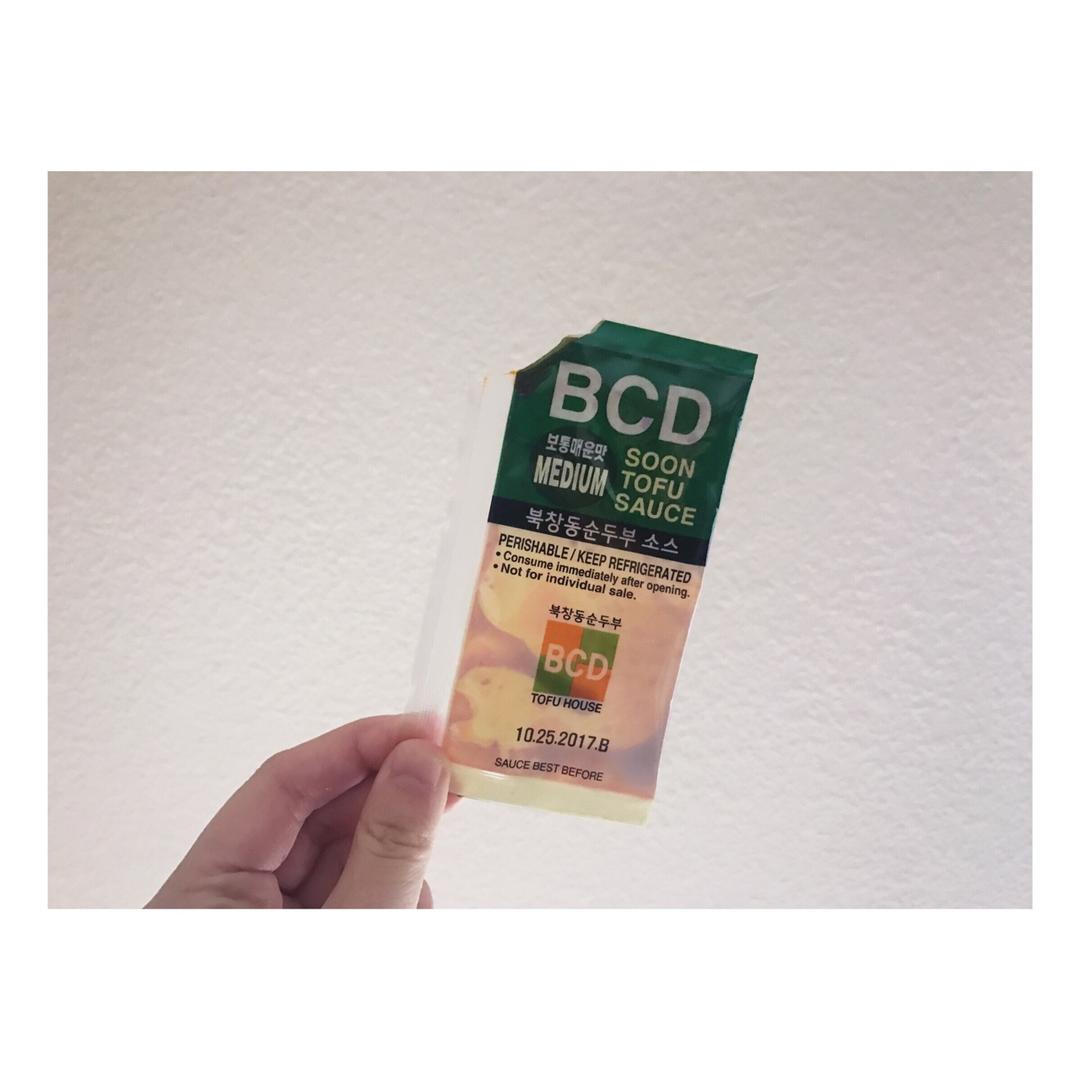 BCD
보통매운맛
MEDIUM
SOON
TOFU
SAUCE
북창동순두부 소스
PERISHABLE / KEEP REFRIGERATED
• Consume immediately after opening.
• Not for individual sale.
북창동순두부
BCD
TOFU HOUSE
10.25.2017.B
SAUCE BEST BEFORE